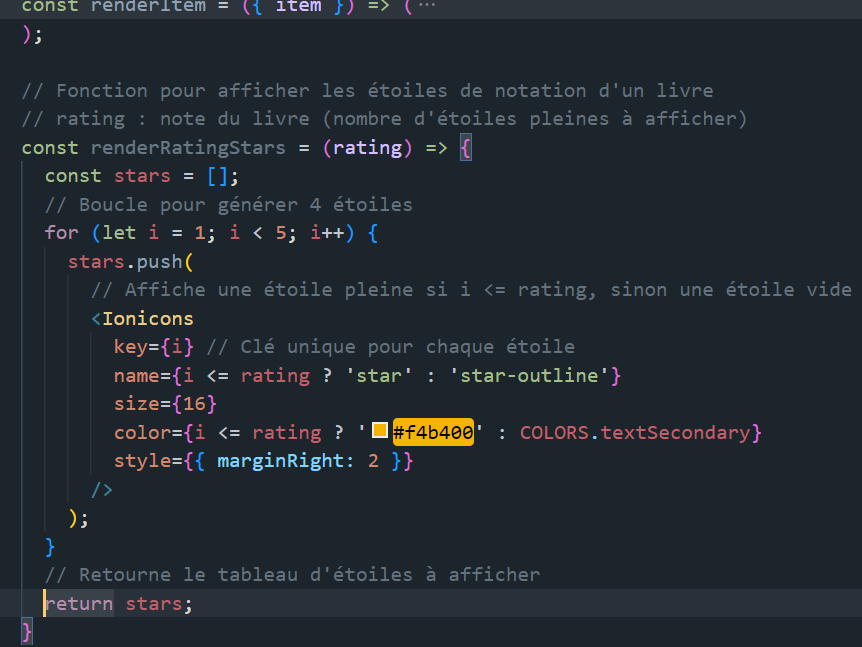 const renderItem = ({ item }) => (···
);

// Fonction pour afficher les étoiles de notation d'un livre
// rating : note du livre (nombre d'étoiles pleines à afficher)
const renderRatingStars = (rating) => {
  const stars = [];
  // Boucle pour générer 4 étoiles
  for (let i = 1; i < 5; i++) {
    stars.push(
      // Affiche une étoile pleine si i <= rating, sinon une étoile vide
      <Ionicons
        key={i} // Clé unique pour chaque étoile
        name={i <= rating ? 'star' : 'star-outline'}
        size={16}
        color={i <= rating ? '#f4b400' : COLORS.textSecondary}
        style={{ marginRight: 2 }}
      />
    );
  }
  // Retourne le tableau d'étoiles à afficher
  return stars;
}